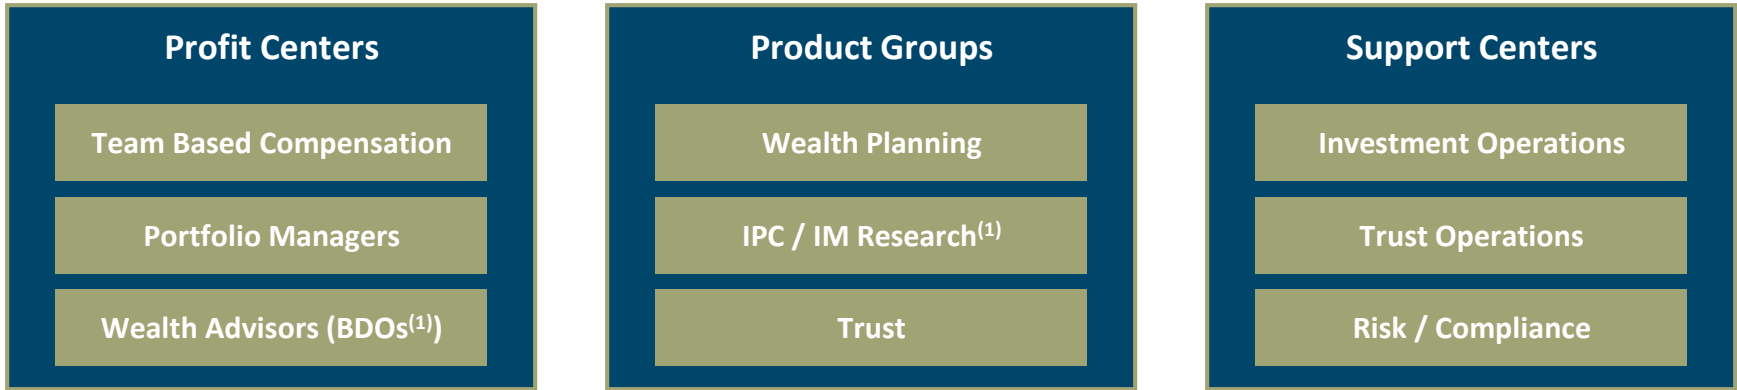 Profit Centers
Team Based Compensation
Portfolio Managers
Wealth Advisors (BDOs(1))
Product Groups
Wealth Planning
IPC / IM Research(1)
Trust
Support Centers
Investment Operations
Trust Operations
Risk / Compliance